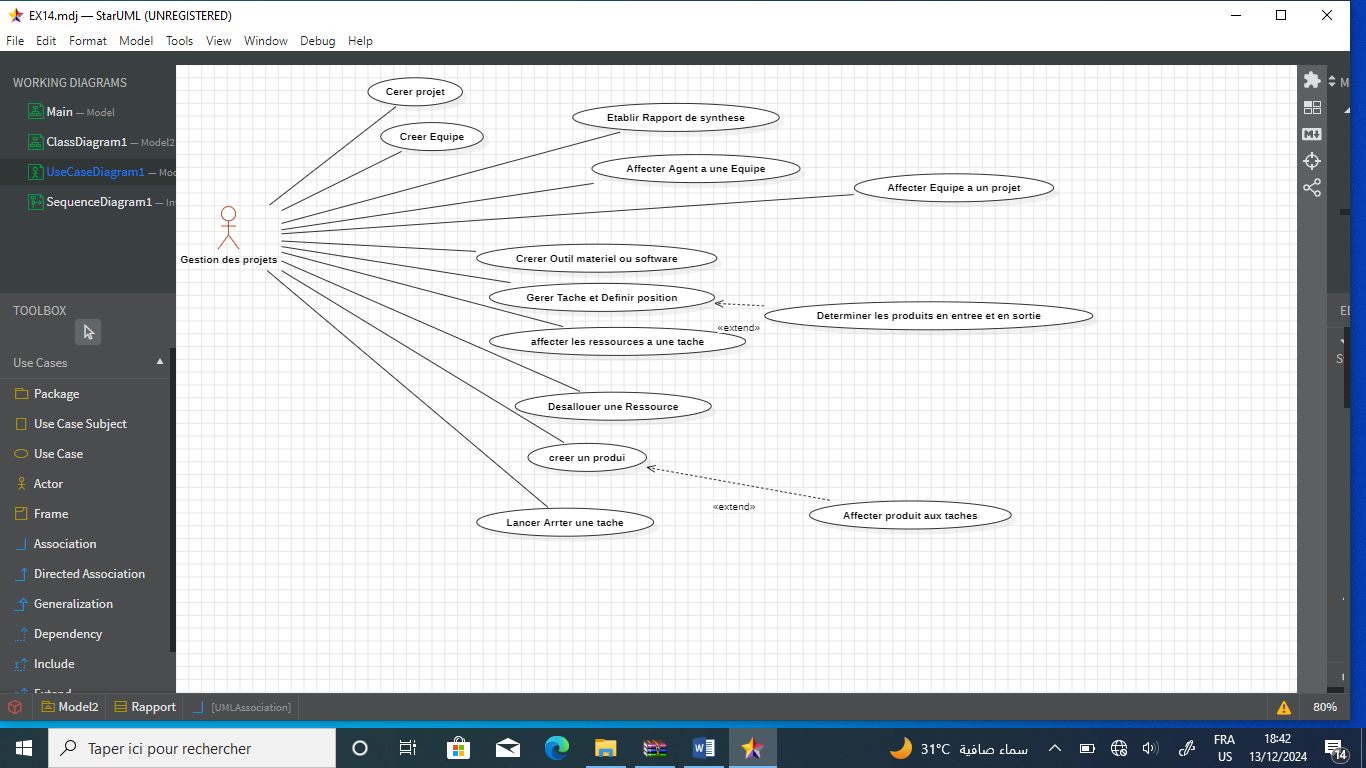 EX14.mdj — StarUML (UNREGISTERED)
File Edit Format Model Tools View Window Debug Help
WORKING DIAGRAMS
Main — Model
ClassDiagram1 — Model2
UseCaseDiagram1 — Mod
SequenceDiagram1 — Int
TOOLBOX
Use Cases
Package
Use Case Subject
Use Case
Actor
Frame
Association
Directed Association
Generalization
Dependency
Include
Extend
Cerer projet
Creer Equipe
Etablir Rapport de synthese
Affecter Agent a une Equipe
Affecter Equipe a un projet
Gestion des projets
Crerer Outil materiel ou software
Gerer Tache et Definir position
Determiner les produits en entree et en sortie
«extend»
affecter les ressources a une tache
Desallouer une Ressource
creer un produi
«extend»
Affecter produit aux taches
Lancer Arrter une tache
M
M
EI
S
Model2 Rapport [UMLAssociation]
80%
Taper ici pour rechercher
W
31°C سماء صافية
FRA
US
18:42
13/12/2024
14